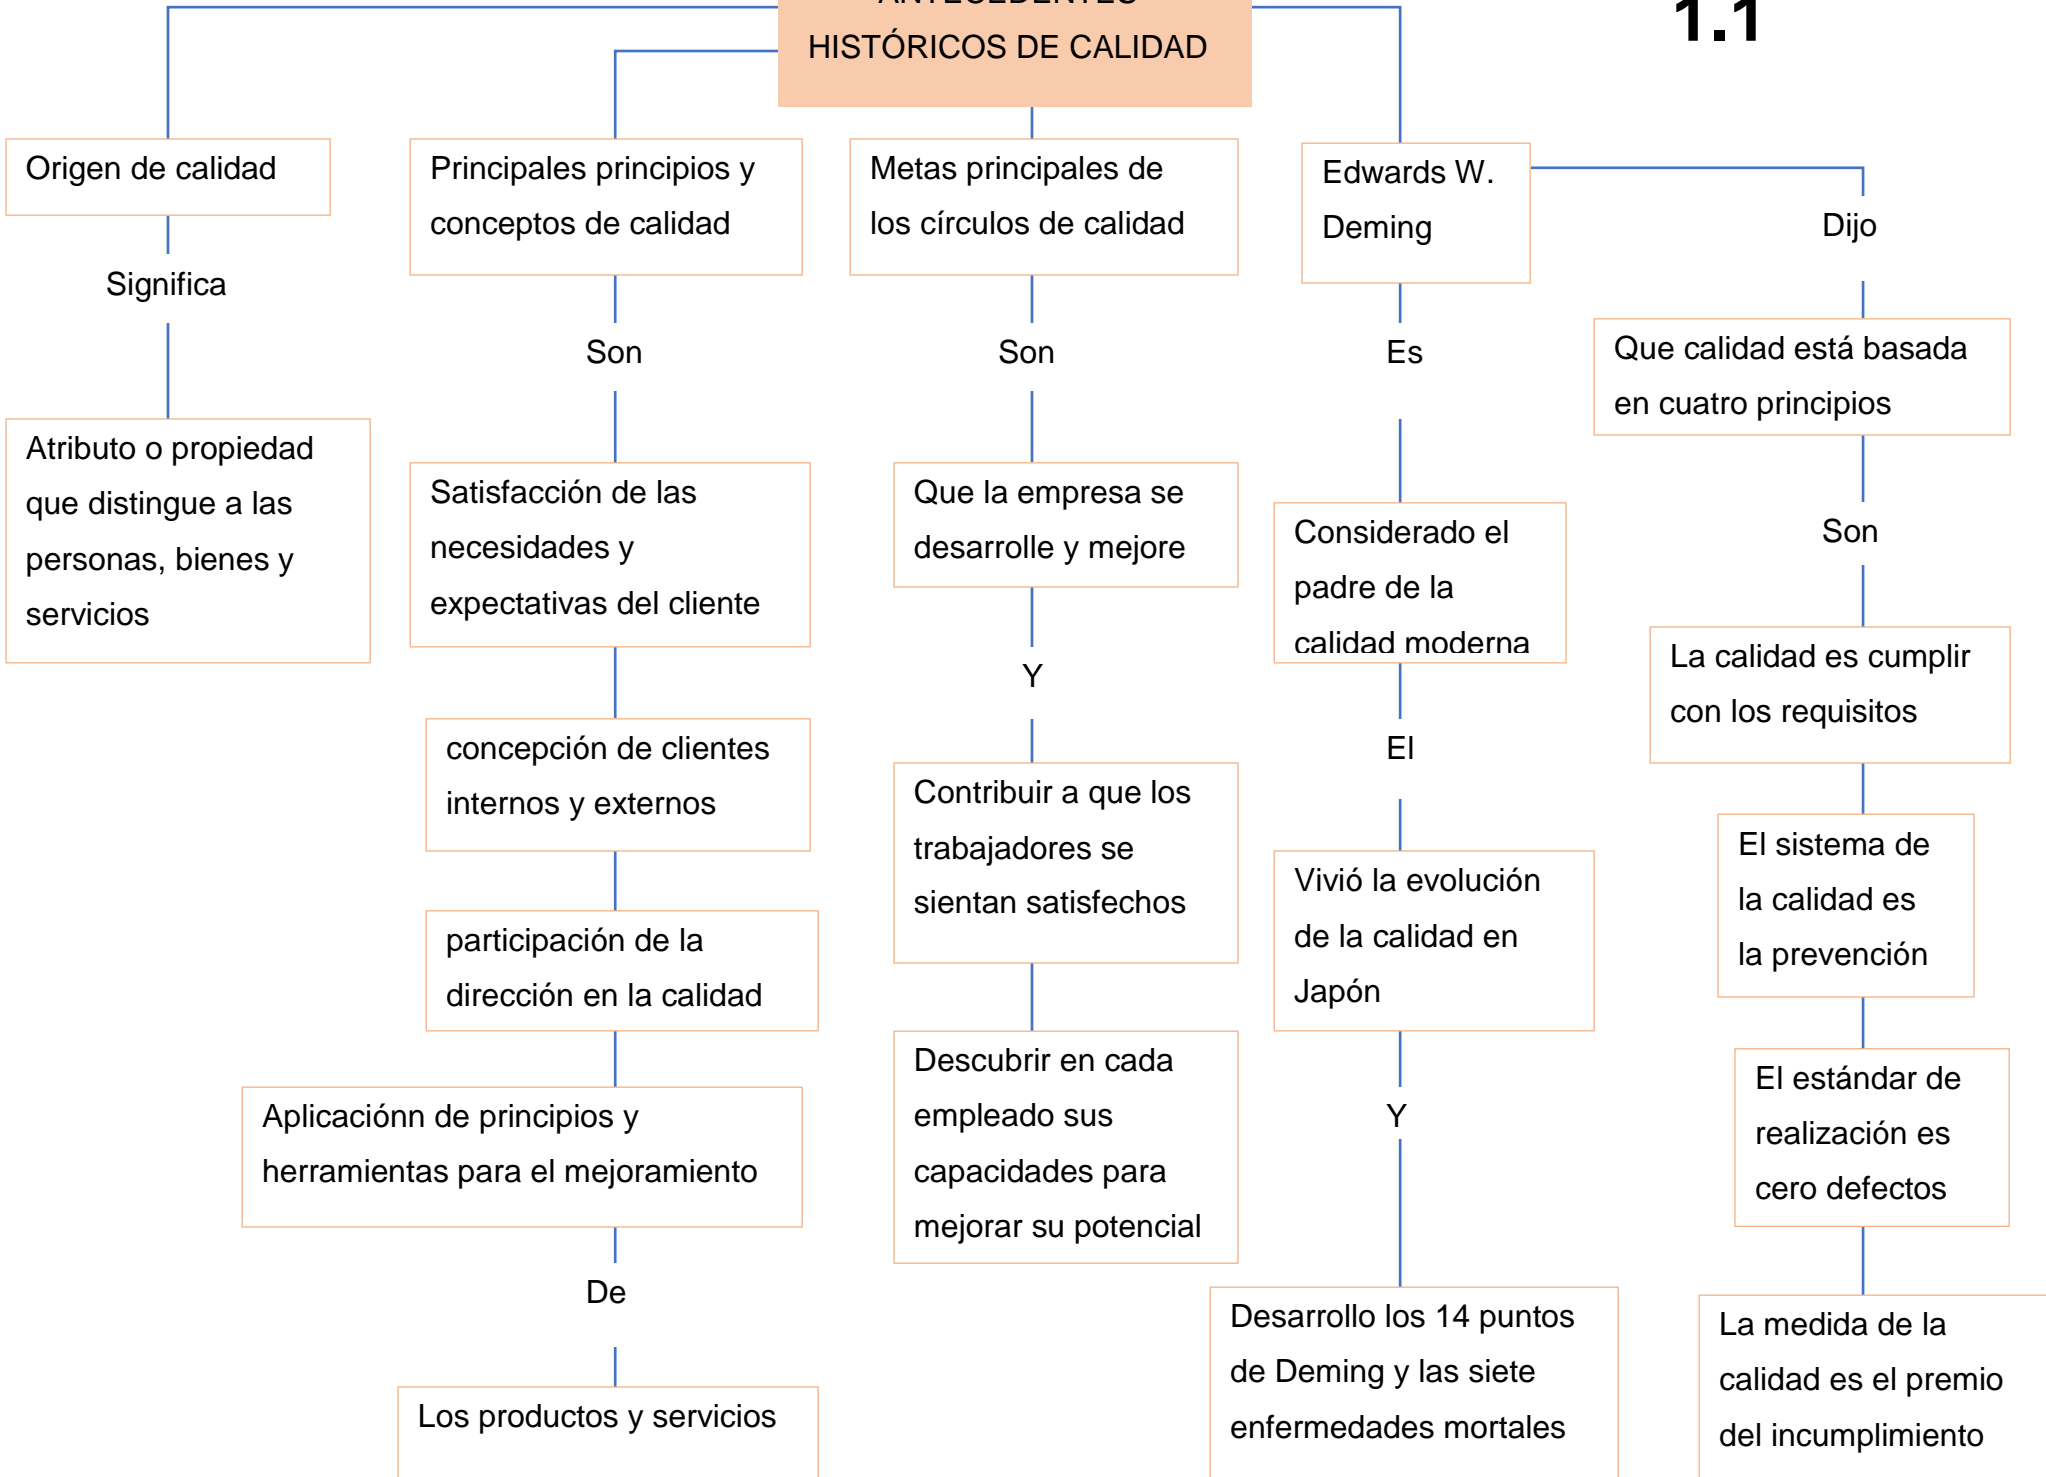 ANTECEDENTES
HISTÓRICOS DE CALIDAD
1.1
Origen de calidad
Significa
Atributo o propiedad
que distingue a las
personas, bienes y
servicios
Principales principios y
conceptos de calidad
Son
Satisfacción de las
necesidades y
expectativas del cliente
concepción de clientes
internos y externos
participación de la
dirección en la calidad
Aplicaciónn de principios y
herramientas para el mejoramiento
De
Los productos y servicios
Metas principales de
los círculos de calidad
Son
Que la empresa se
desarrolle y mejore
Y
Contribuir a que los
trabajadores se
sientan satisfechos
Descubrir en cada
empleado sus
capacidades para
mejorar su potencial
Edwards W.
Deming
Es
Considerado el
padre de la
calidad moderna
El
Vivió la evolución
de la calidad en
Japón
Y
Desarrollo los 14 puntos
de Deming y las siete
enfermedades mortales
Dijo
Que calidad está basada
en cuatro principios
Son
La calidad es cumplir
con los requisitos
El sistema de
la calidad es
la prevención
El estándar de
realización es
cero defectos
La medida de la
calidad es el premio
del incumplimiento